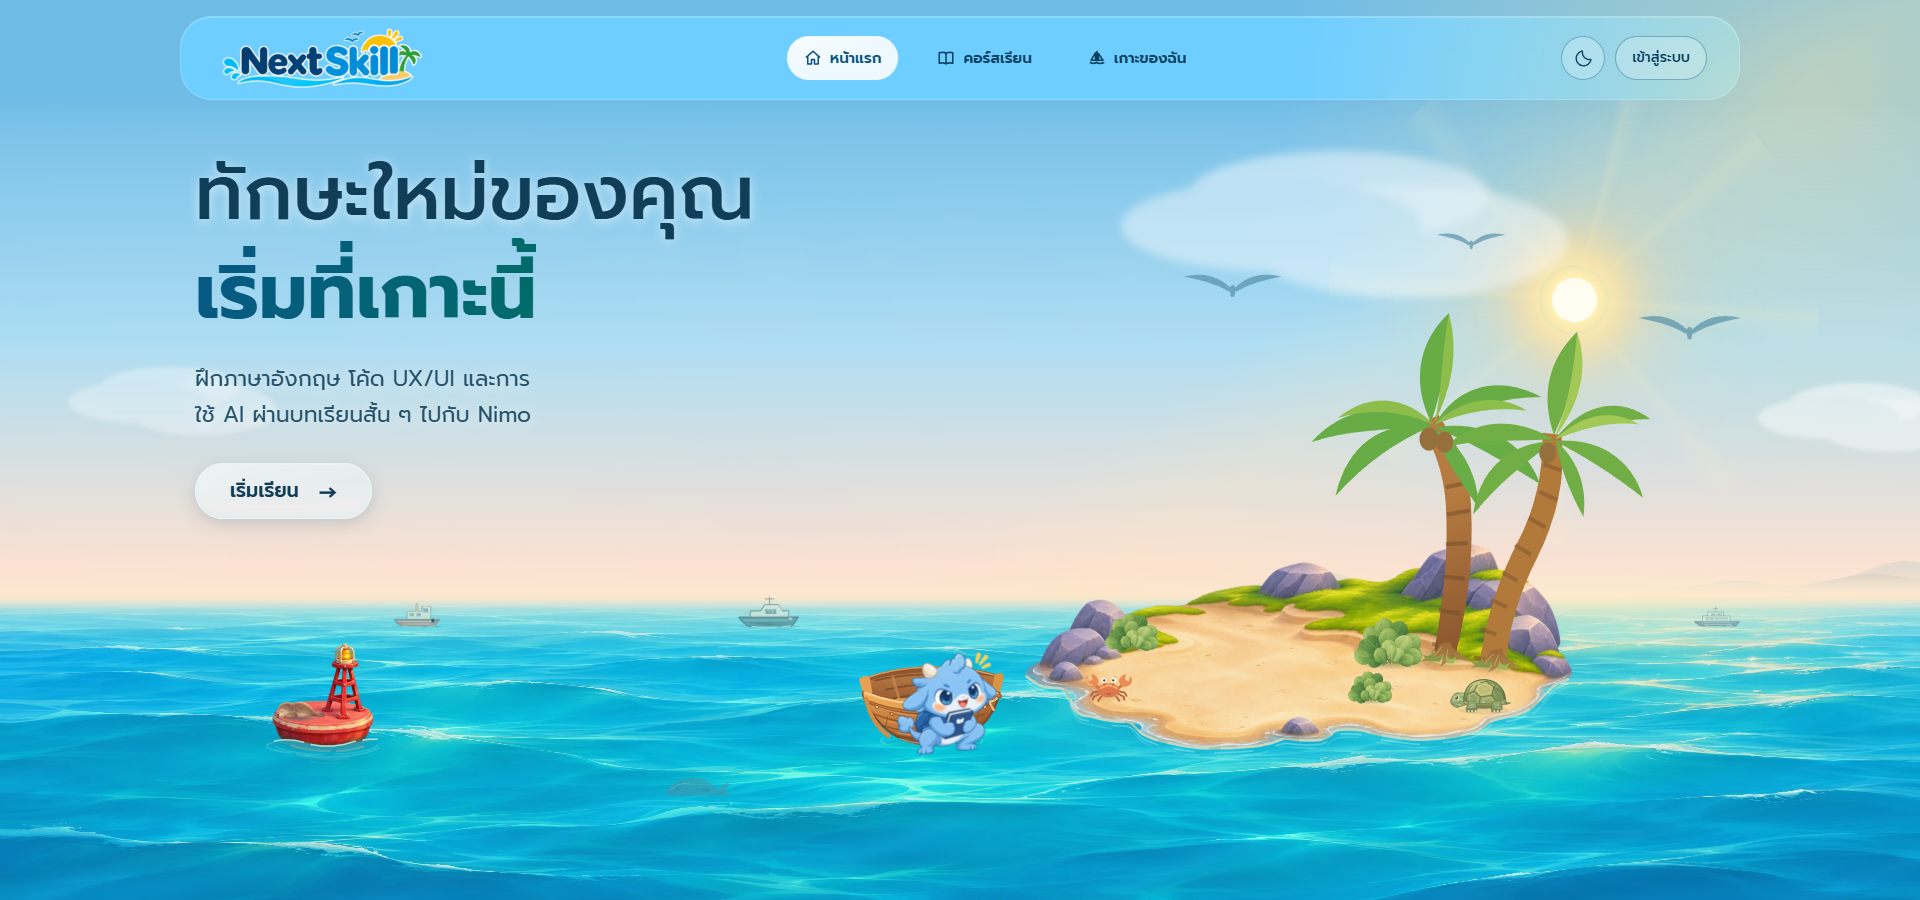 NextSkill
หน้าแรก
คอร์สเรียน
เกาะของฉัน
เข้าสู่ระบบ
ทักษะใหม่ของคุณ
เริ่มที่เกาะนี้
ฝึกภาษาอังกฤษ โค้ด UX/UI และการ
ใช้ AI ผ่านบทเรียนสั้น ๆ ไปกับ Nimo
เริ่มเรียน →